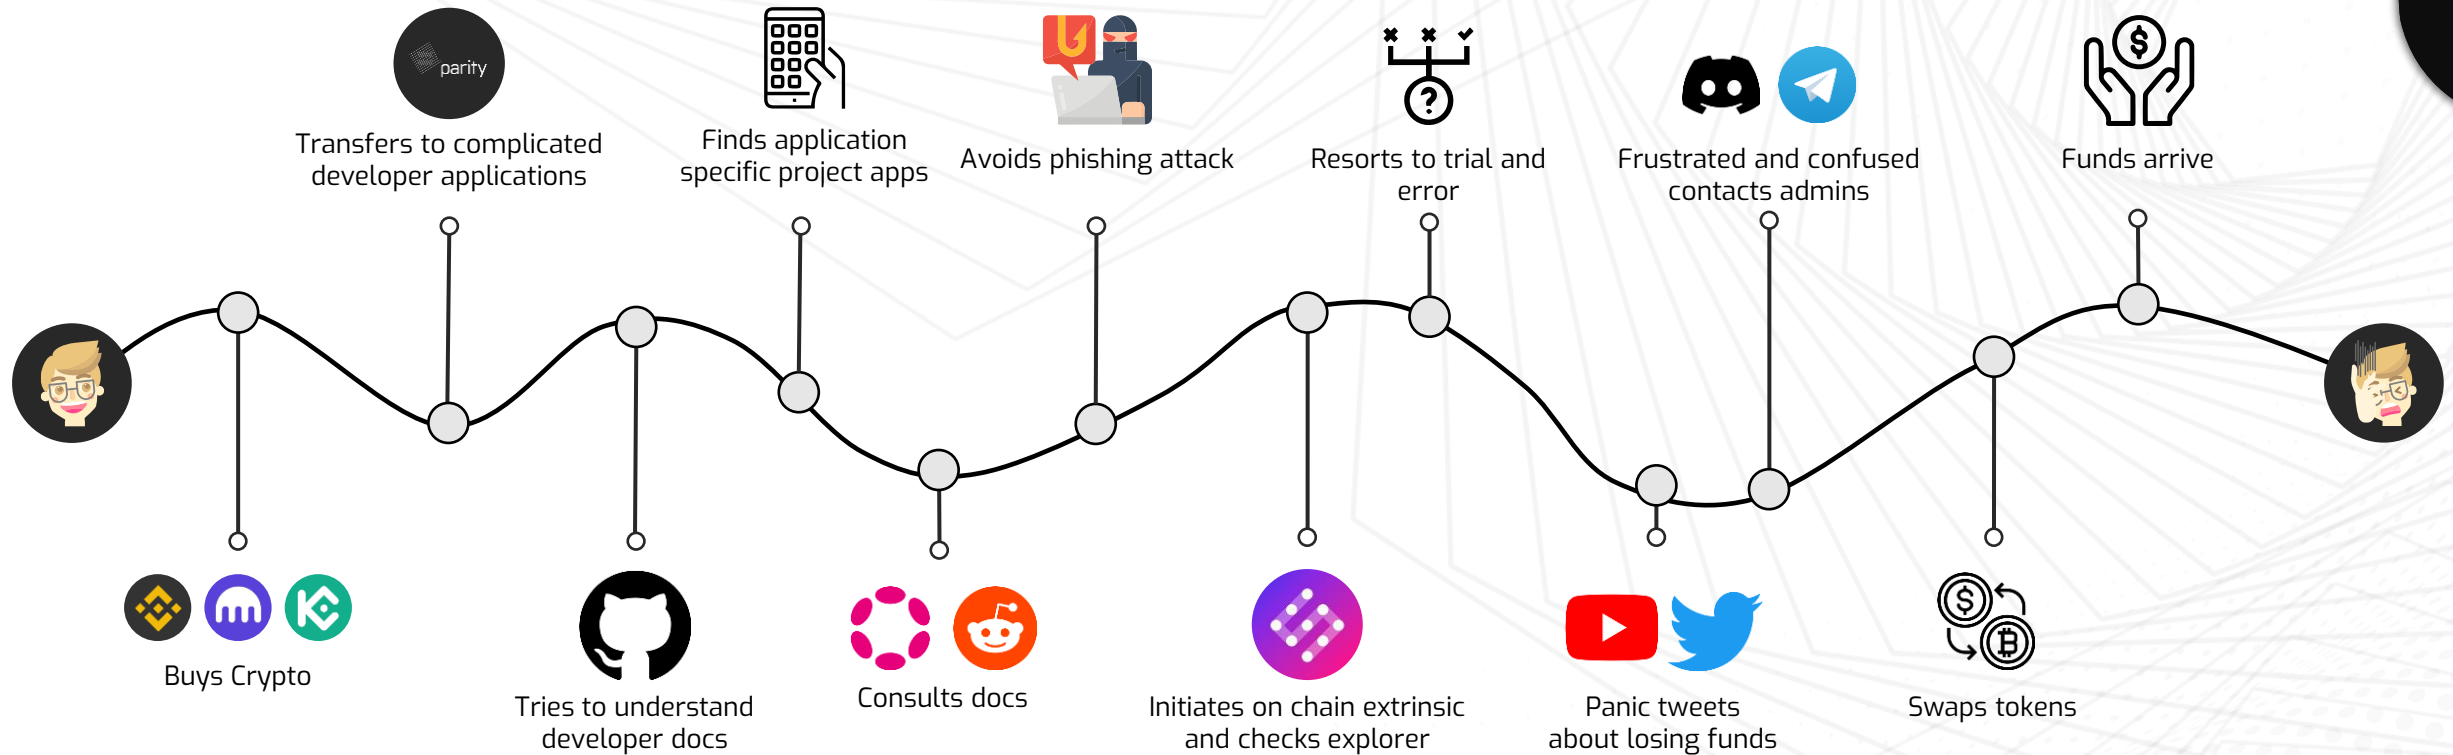 parity
Transfers to complicated
developer applications
Finds application
specific project apps
Avoids phishing attack
Resorts to trial and
error
Frustrated and confused
contacts admins
Funds arrive
Buys Crypto
Tries to understand
developer docs
Consults docs
Initiates on chain extrinsic
and checks explorer
Panic tweets
about losing funds
Swaps tokens